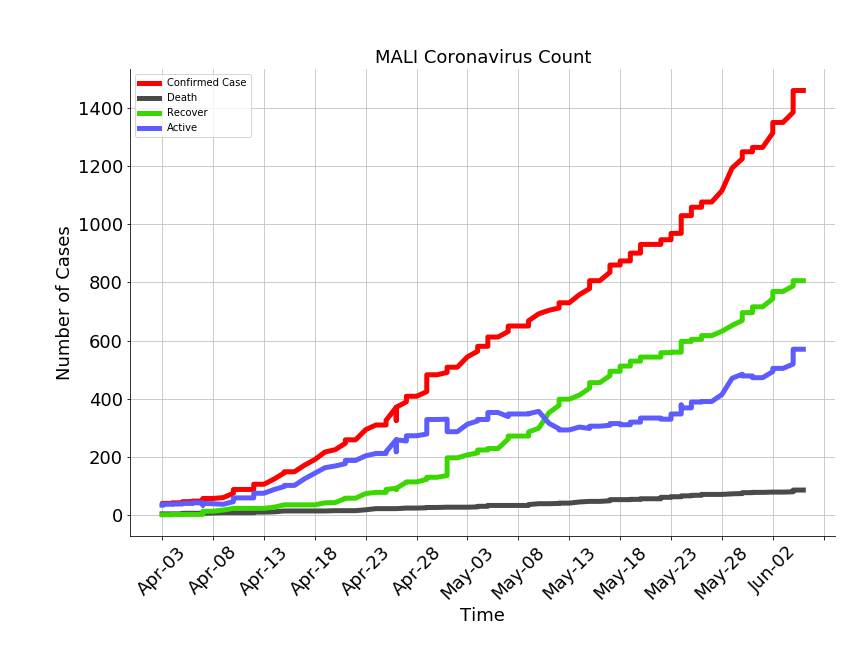 MALI Coronavirus Count
Confirmed Case
Death
Recover
Active
Number of Cases
1400
1200
1000
800
600
400
200
0
Apr-03
Apr-08
Apr-13
Apr-18
Apr-23
Apr-28
May-03
May-08
May-13
May-18
May-23
May-28
Jun-02
Time